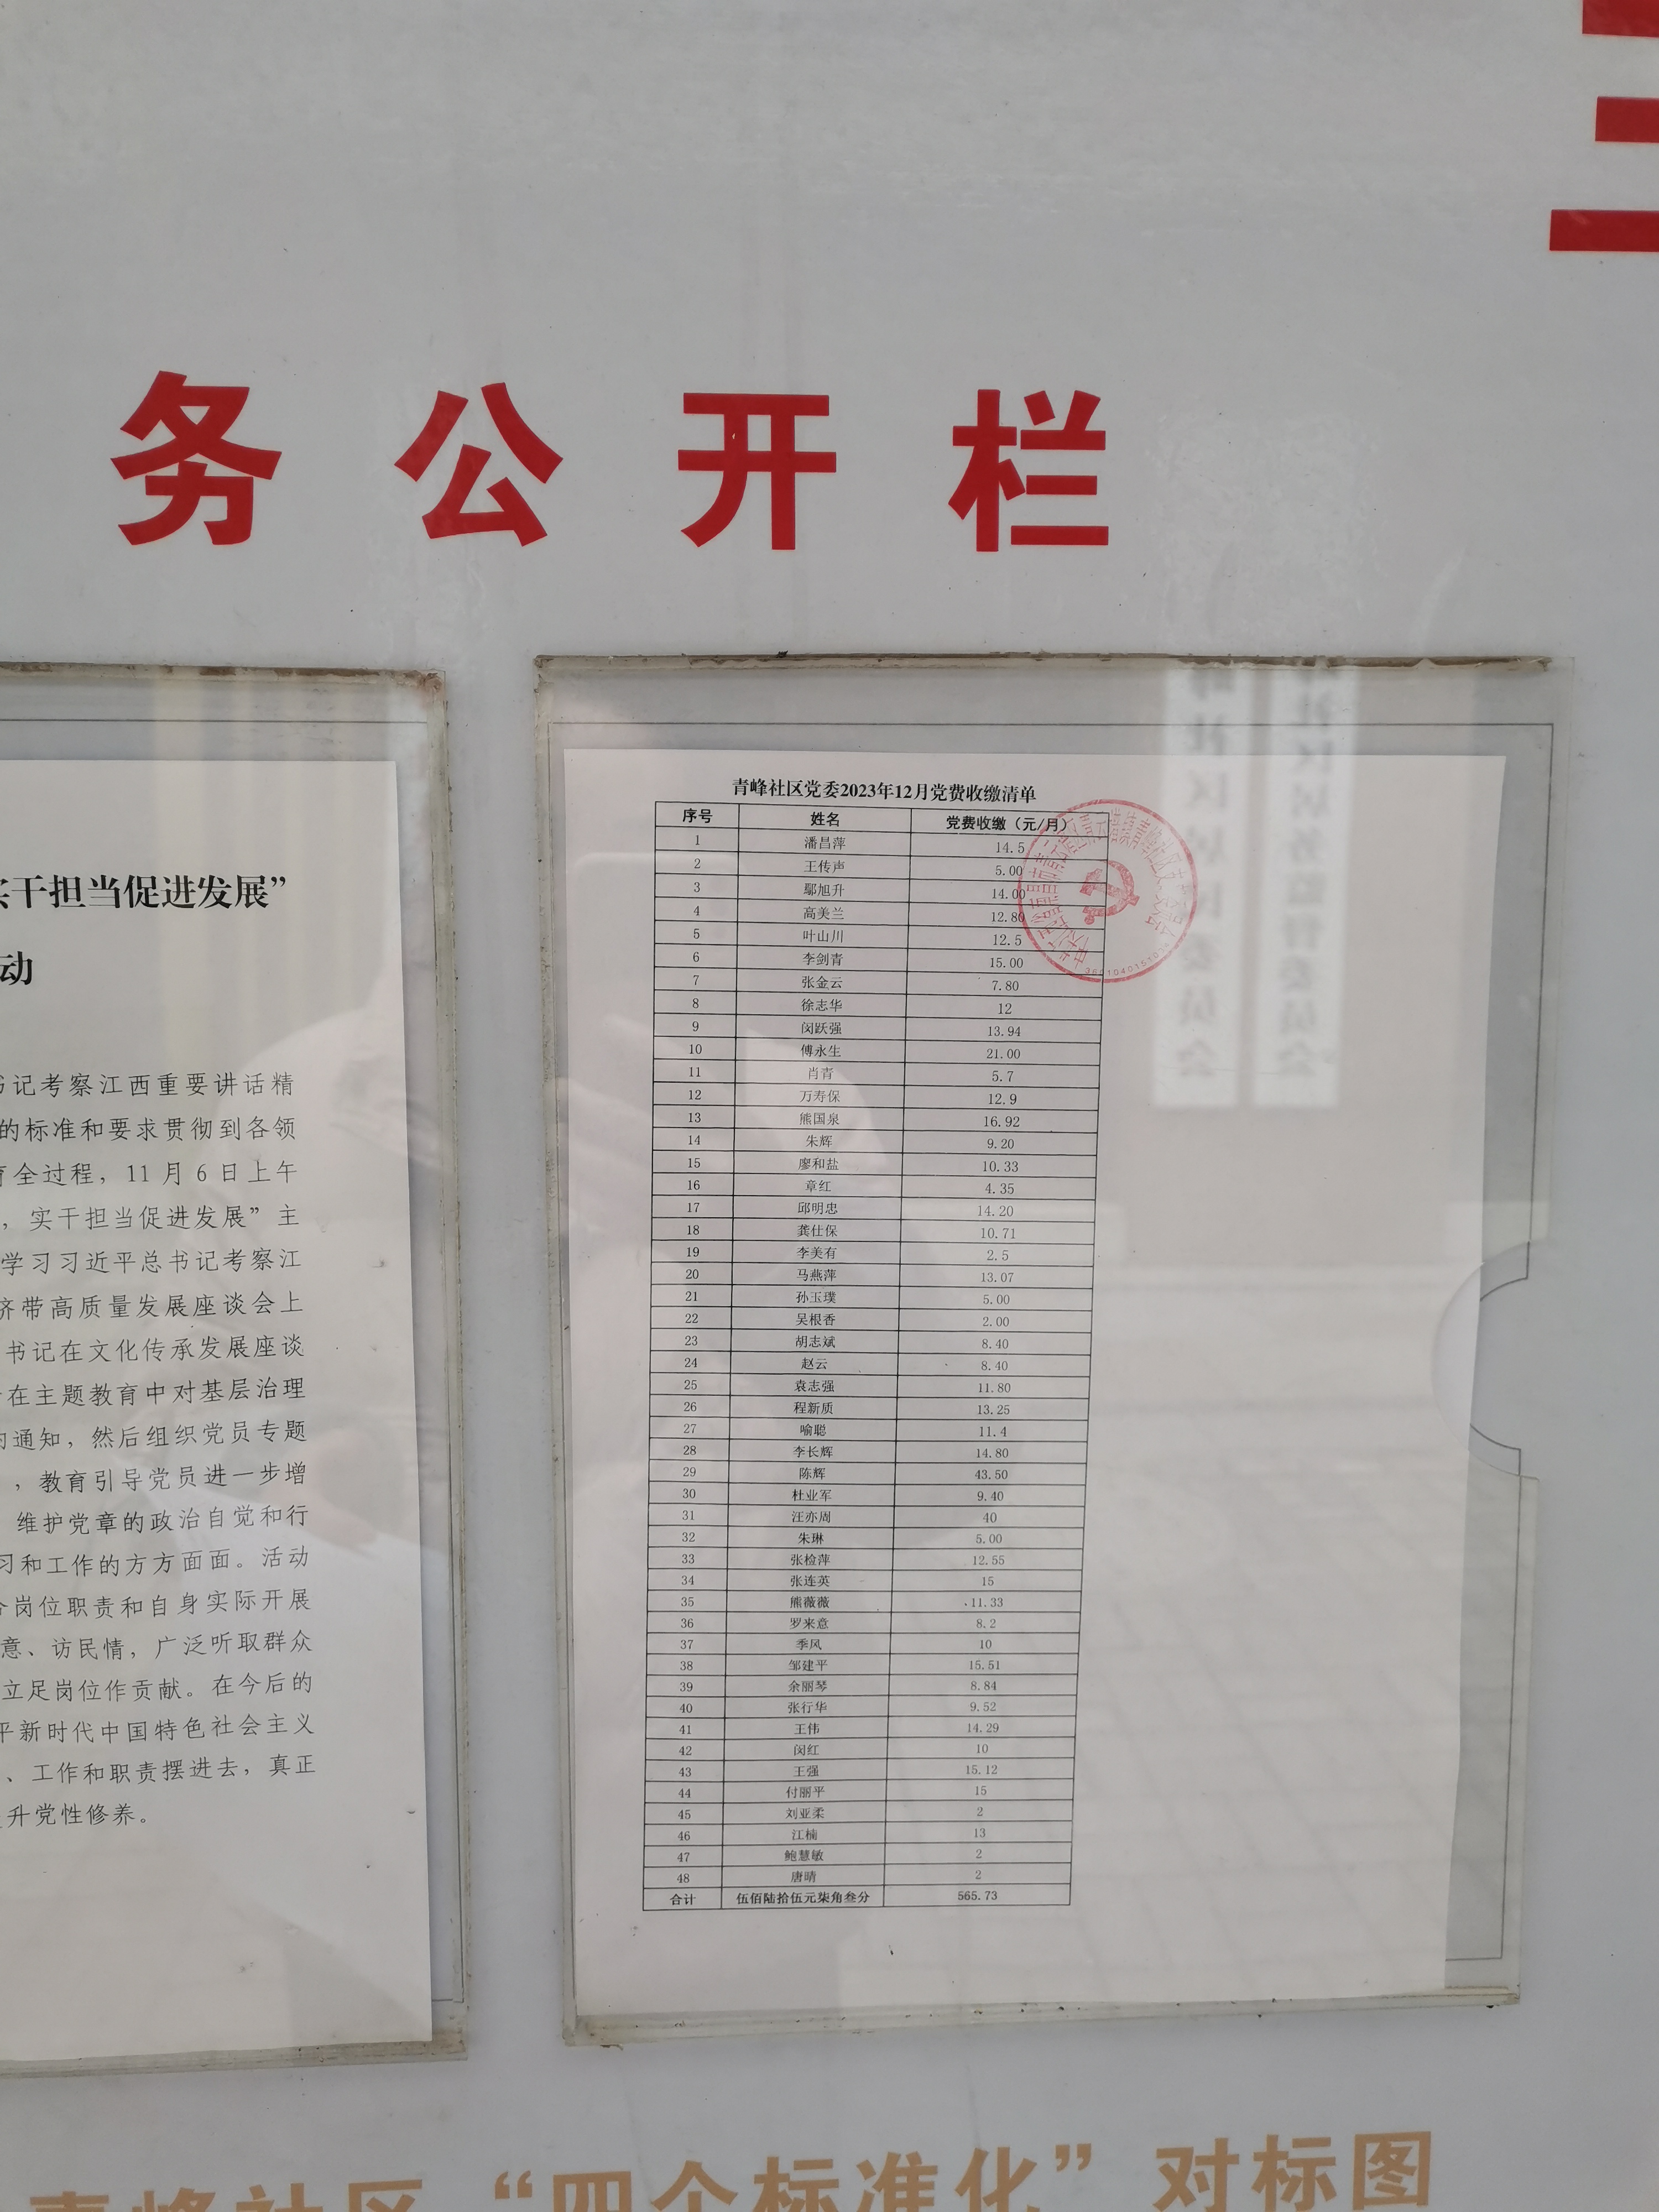 务公开栏
实干担当促进发展”
动
书记考察江西重要讲话精
的标准和要求贯彻到各领
育全过程，11月6日上午
，实干担当促进发展”主
学习习近平总书记考察江
济带高质量发展座谈会上
书记在文化传承发展座谈
在主题教育中对基层治理
的通知，然后组织党员专题
，教育引导党员进一步增
维护党章的政治自觉和行
习和工作的方方面面。活动
岗位职责和自身实际开展
意、访民情，广泛听取群众
立足岗位作贡献。在今后的
平新时代中国特色社会主义
、工作和职责摆进去，真正
升党性修养。
青峰社区党委2023年12月党费收缴清单
序号 姓名 党费收缴（元/月）
1 潘昌萍 14.5
2 王传声 5.00
3 鄢旭升 14.00
4 高美兰 12.80
5 叶山川 12.5
6 李剑青 15.00
7 张金云 7.80
8 徐志华 12
9 闵跃强 13.94
10 傅永生 21.00
11 肖青 5.7
12 万寿保 12.9
13 熊国泉 16.92
14 朱辉 9.20
15 廖和盐 10.33
16 章红 4.35
17 邱明忠 14.20
18 龚仕保 10.71
19 李美有 2.5
20 马燕萍 13.07
21 孙玉璞 5.00
22 吴根香 2.00
23 胡志斌 8.40
24 赵云 8.40
25 袁志强 11.80
26 程新质 13.25
27 喻聪 11.4
28 李长辉 14.80
29 陈辉 43.50
30 杜业军 9.40
31 汪亦周 40
32 朱琳 5.00
33 张检萍 12.55
34 张连英 15
35 熊薇薇 11.33
36 罗来意 8.2
37 季风 10
38 邹建平 15.51
39 余丽琴 8.84
40 张行华 9.52
41 王伟 14.29
42 闵红 10
43 王强 15.12
44 付丽平 15
45 刘亚柔 2
46 江楠 13
47 鲍慧敏 2
48 唐晴 2
合计 伍佰陆拾伍元柒角叁分 565.73
青峰社区“四个标准化”对标图